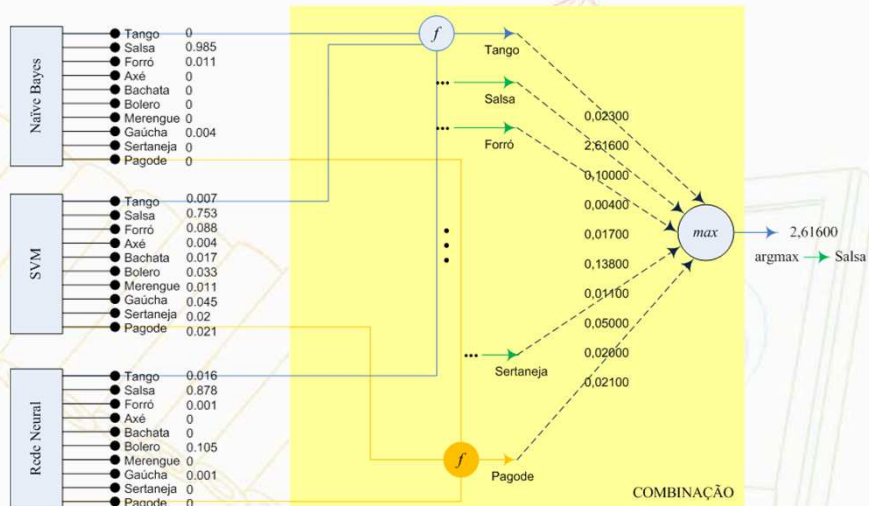 Naïve Bayes
Tango 0
Salsa 0.985
Forró 0.011
Axé 0
Bachata 0
Bolero 0
Merengue 0
Gaúcha 0.004
Sertaneja 0
Pagode 0
SVM
Tango 0.007
Salsa 0.753
Forró 0.088
Axé 0.004
Bachata 0.017
Bolero 0.033
Merengue 0.011
Gaúcha 0.045
Sertaneja 0.02
Pagode 0.021
Rede Neural
Tango 0.016
Salsa 0.878
Forró 0.001
Axé 0
Bachata 0
Bolero 0.105
Merengue 0
Gaúcha 0.001
Sertaneja 0
Pagode 0
f
Tango
... Salsa
... Forró
... Sertaneja
f
Pagode
0,02300
2,61600
0,10000
0,00400
0,01700
0,13800
0,01100
0,05000
0,02000
0,02100
max
2,61600
argmax Salsa
COMBINAÇÃO